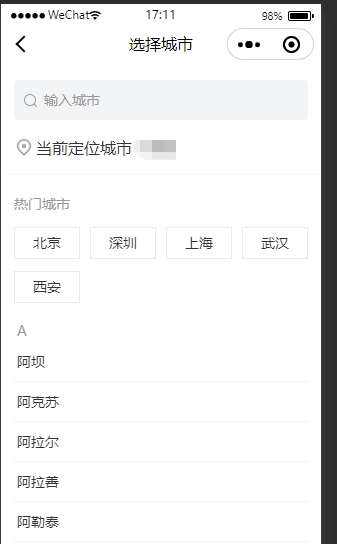 WeChat 17:11 98%
选择城市
输入城市
当前定位城市
热门城市
北京 深圳 上海 武汉
西安
A
阿坝
阿克苏
阿拉尔
阿拉善
阿勒泰